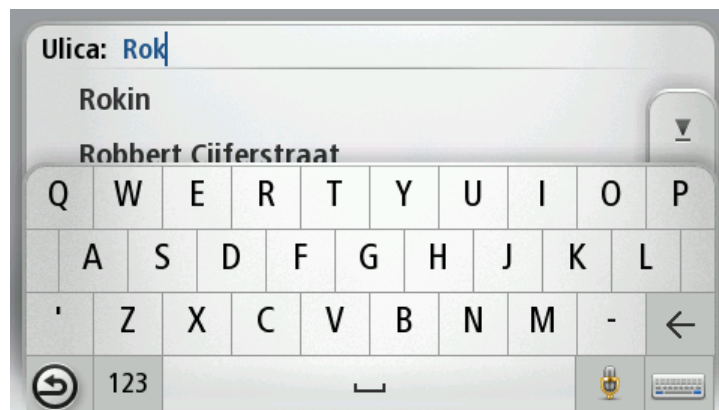 Ulica: Rok
Rokin
Robbert Cijferstraat
Q W E R T Y U I O P
A S D F G H J K L
' Z X C V B N M -
123